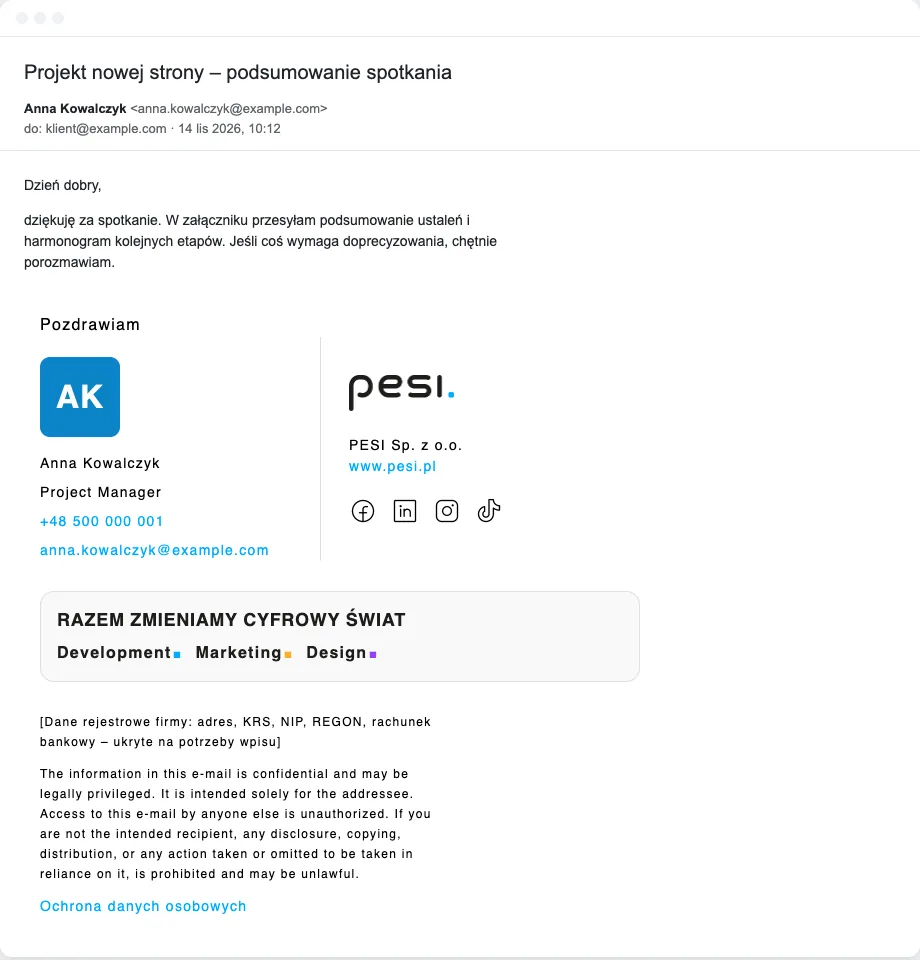 Projekt nowej strony – podsumowanie spotkania
Anna Kowalczyk <anna.kowalczyk@example.com>
do: klient@example.com · 14 lis 2026, 10:12
Dzień dobry,
dziękuję za spotkanie. W załączniku przesyłam podsumowanie ustaleń i
harmonogram kolejnych etapów. Jeśli coś wymaga doprecyzowania, chętnie
porozmawiam.
Pozdrawiam
AK
Anna Kowalczyk
Project Manager
+48 500 000 001
anna.kowalczyk@example.com
pesi.
PESI Sp. z o.o.
www.pesi.pl
in
RAZEM ZMIENIAMY CYFROWY ŚWIAT
Development Marketing Design
[Dane rejestrowe firmy: adres, KRS, NIP, REGON, rachunek
bankowy – ukryte na potrzeby wpisu]
The information in this e-mail is confidential and may be
legally privileged. It is intended solely for the addressee.
Access to this e-mail by anyone else is unauthorized. If you
are not the intended recipient, any disclosure, copying,
distribution, or any action taken or omitted to be taken in
reliance on it, is prohibited and may be unlawful.
Ochrona danych osobowych